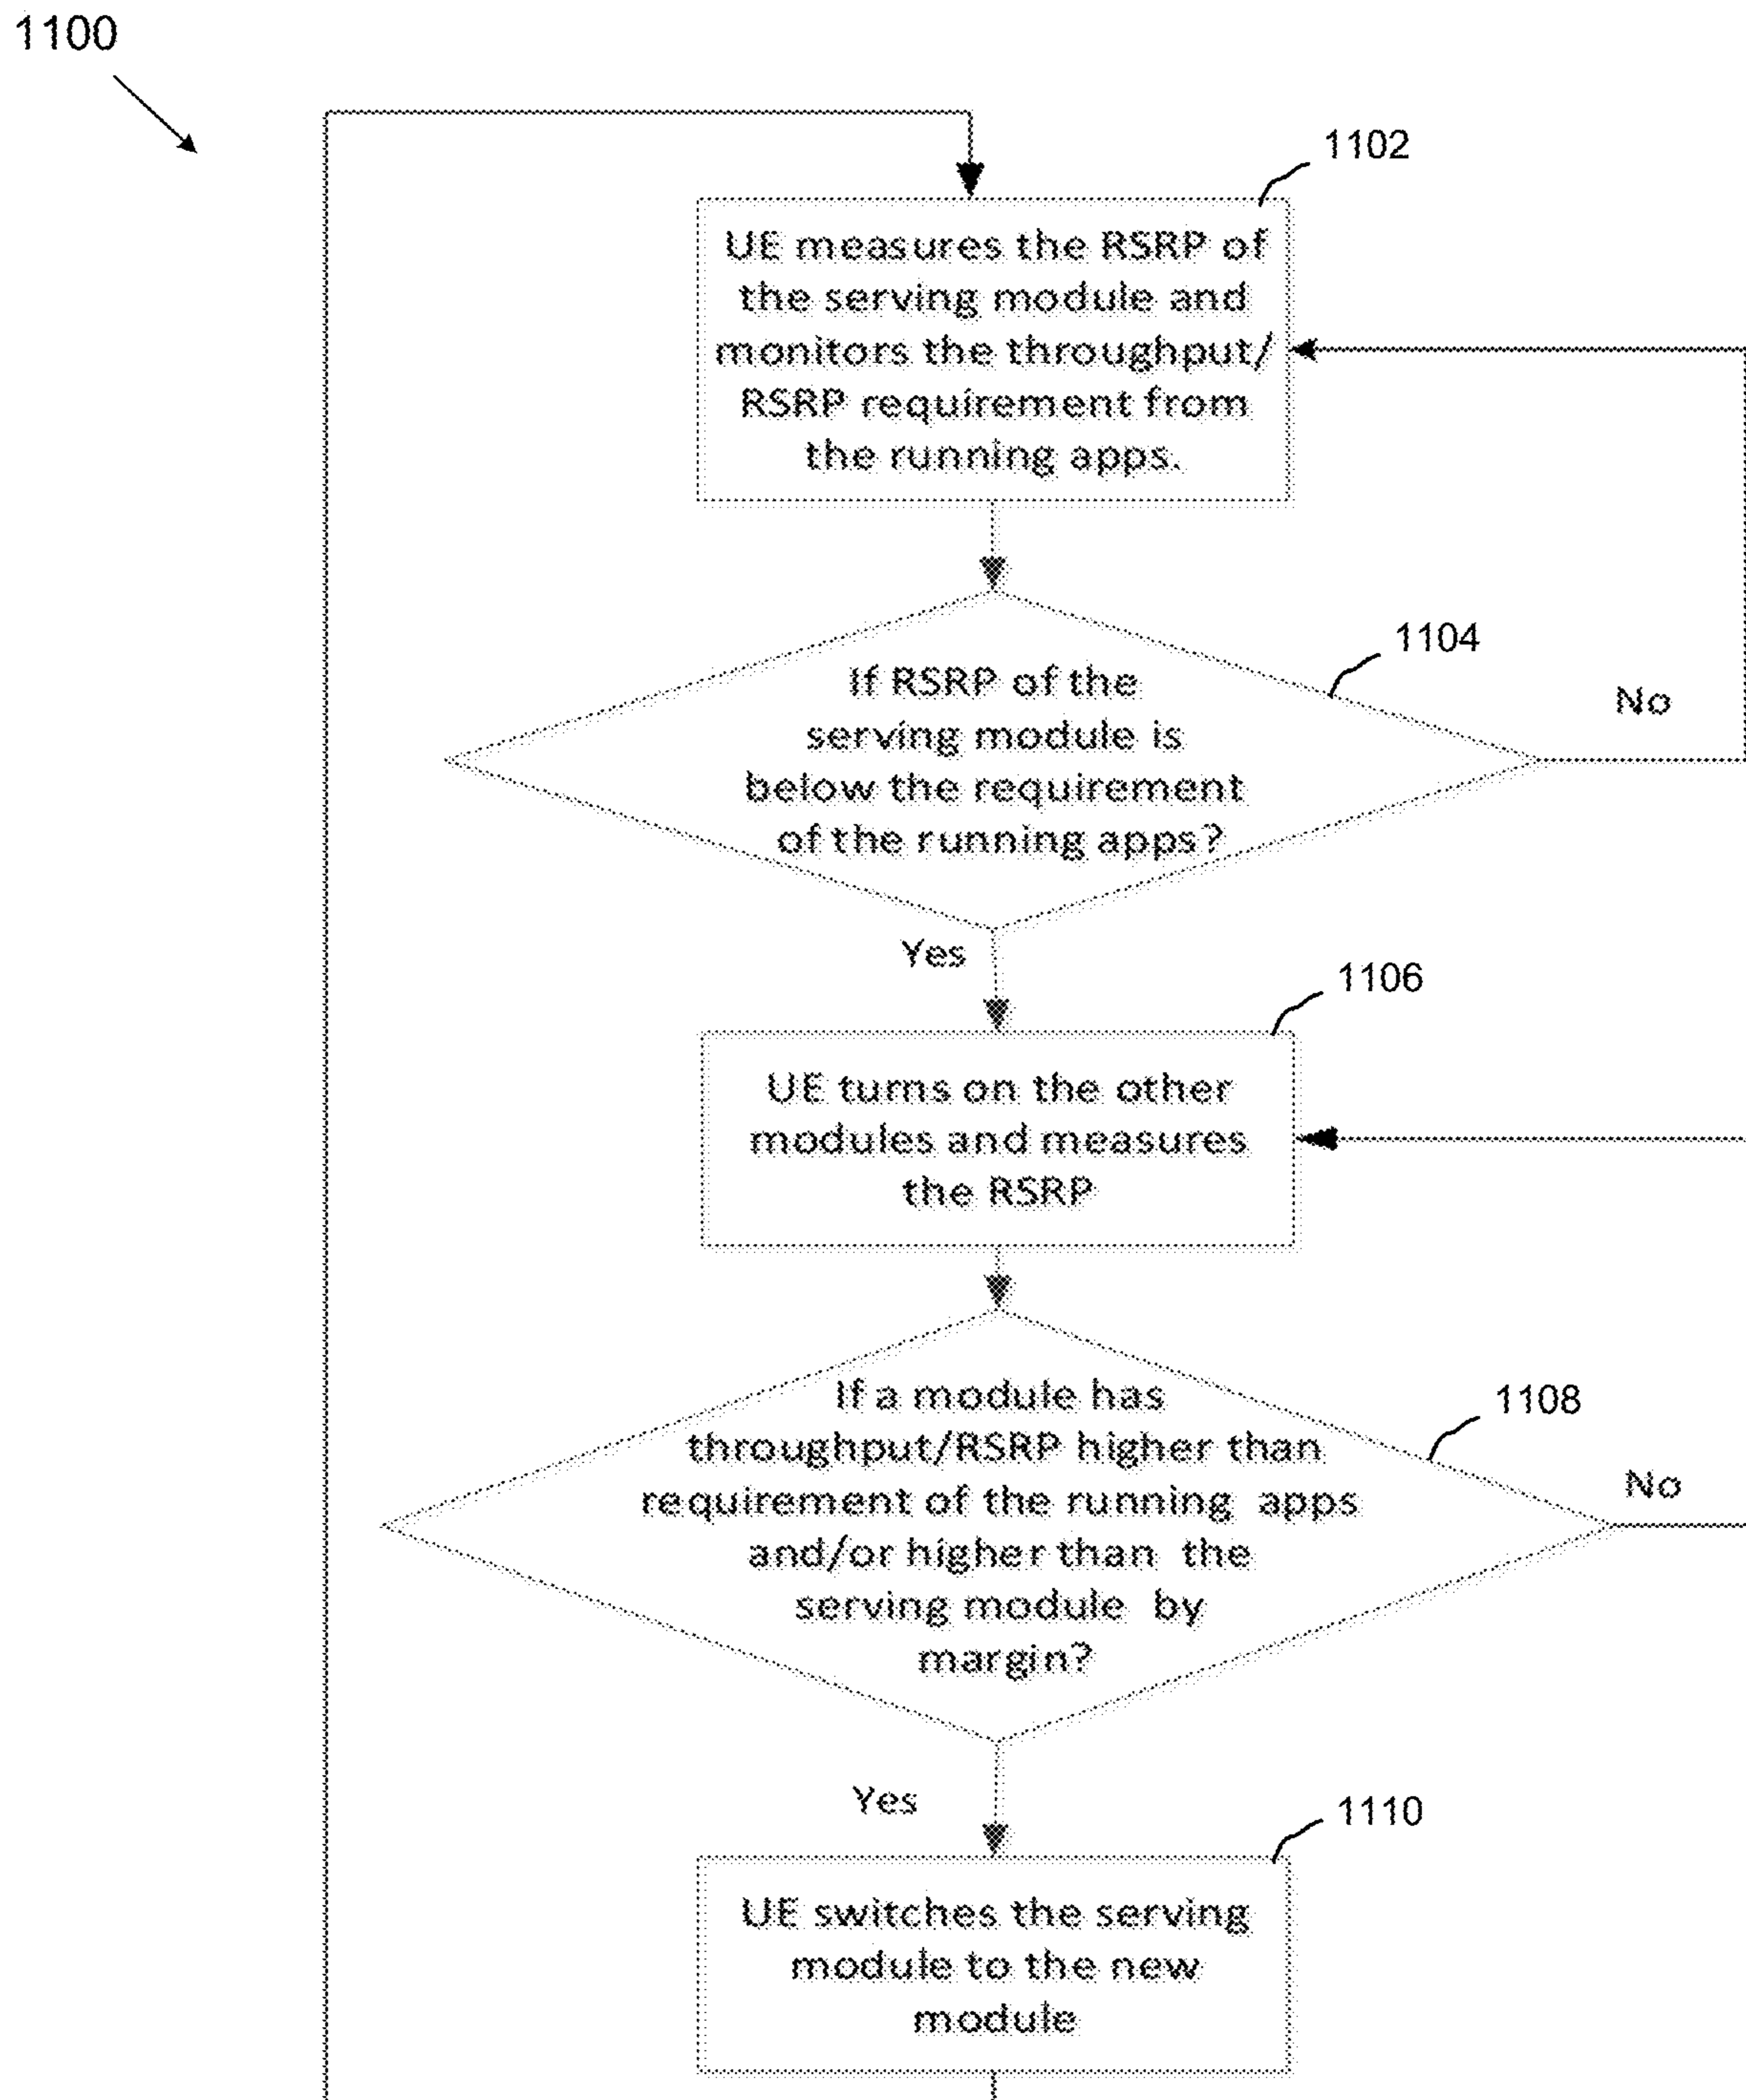 1100
1102
UE measures the RSRP of
the serving module and
monitors the throughput/
RSRP requirement from
the running apps.
1104
If RSRP of the
serving module is
below the requirement
of the running apps?
No
Yes
1106
UE turns on the other
modules and measures
the RSRP
1108
If a module has
throughput/RSRP higher than
requirement of the running apps
and/or higher than the
serving module by
margin?
No
Yes
1110
UE switches the serving
module to the new
module